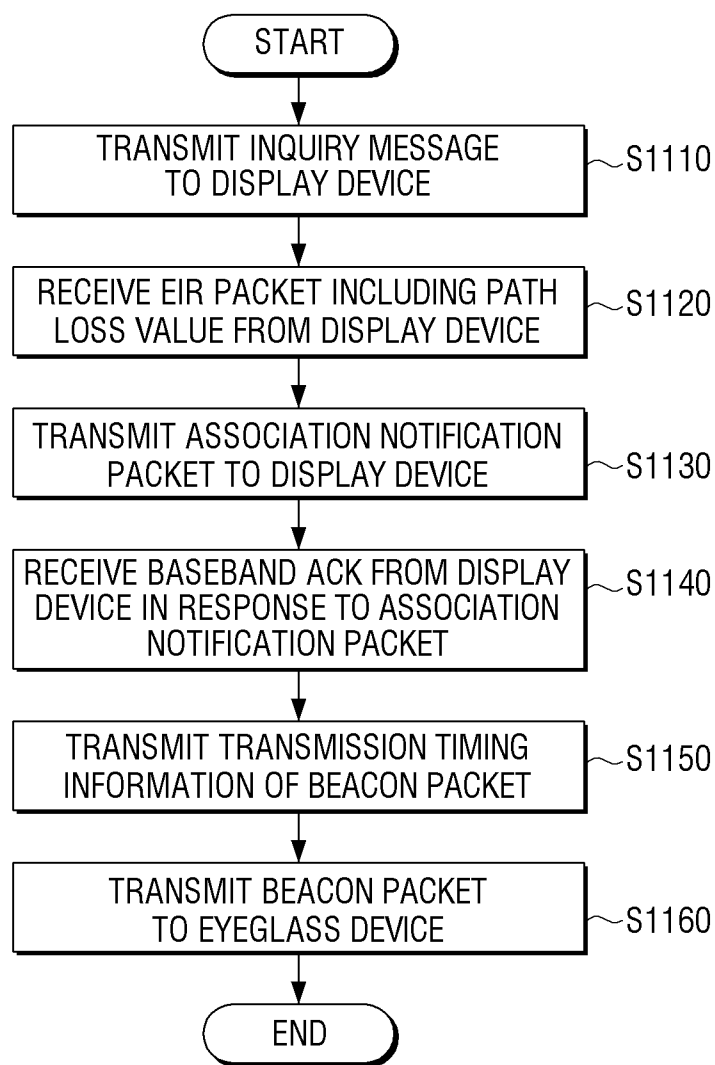 START
TRANSMIT INQUIRY MESSAGE
TO DISPLAY DEVICE
S1110
RECEIVE EIR PACKET INCLUDING PATH
LOSS VALUE FROM DISPLAY DEVICE
S1120
TRANSMIT ASSOCIATION NOTIFICATION
PACKET TO DISPLAY DEVICE
S1130
RECEIVE BASEBAND ACK FROM DISPLAY
DEVICE IN RESPONSE TO ASSOCIATION
NOTIFICATION PACKET
S1140
TRANSMIT TRANSMISSION TIMING
INFORMATION OF BEACON PACKET
S1150
TRANSMIT BEACON PACKET
TO EYEGLASS DEVICE
S1160
END